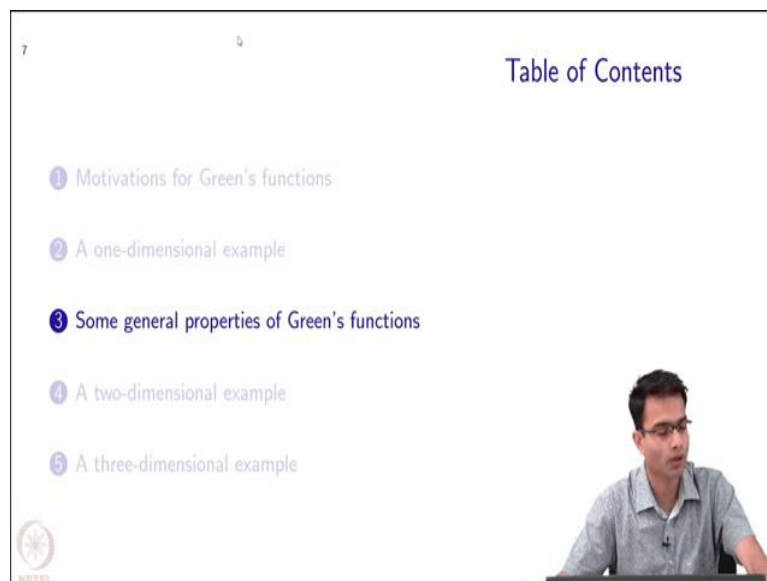 7
Table of Contents
1 Motivations for Green's functions
2 A one-dimensional example
3 Some general properties of Green's functions
4 A two-dimensional example
5 A three-dimensional example
NPTEL